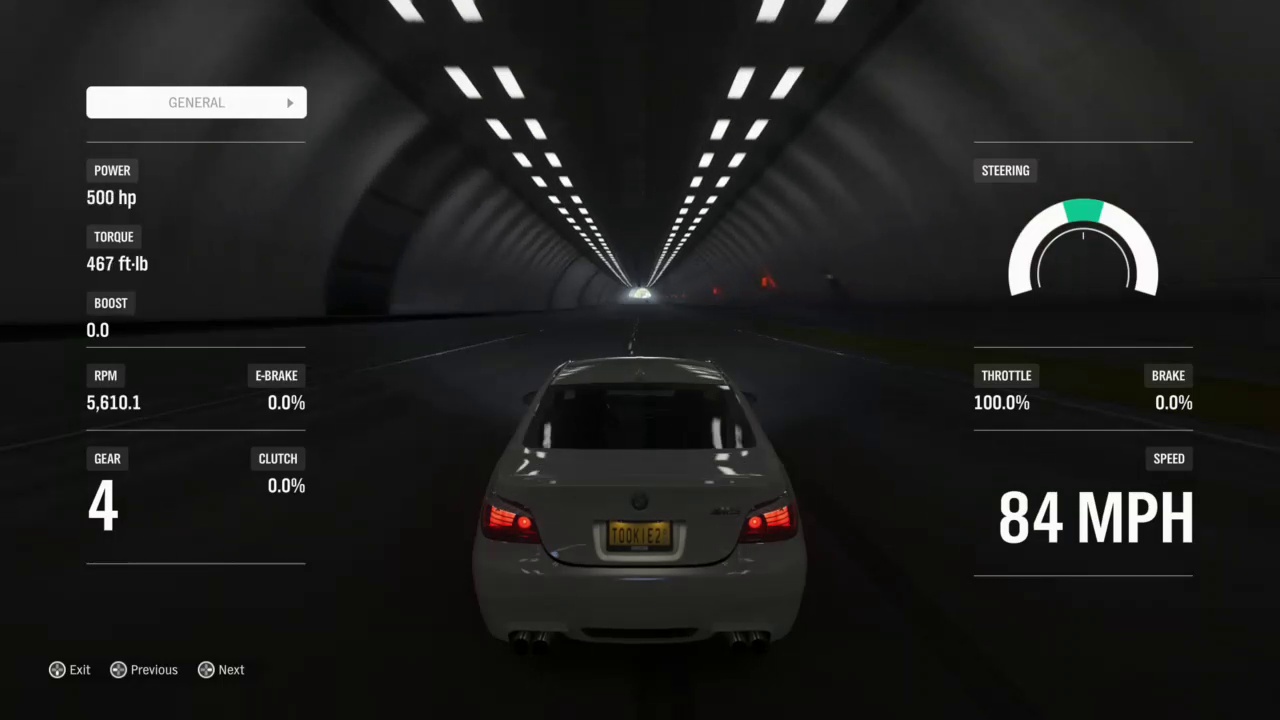 GENERAL
POWER
500 hp
TORQUE
467 ft·lb
BOOST
0.0
RPM
E-BRAKE
5,610.1
0.0%
GEAR
CLUTCH
4
0.0%
STEERING
THROTTLE
BRAKE
100.0%
0.0%
SPEED
84 MPH
TOOKIE2
Exit
Previous
Next